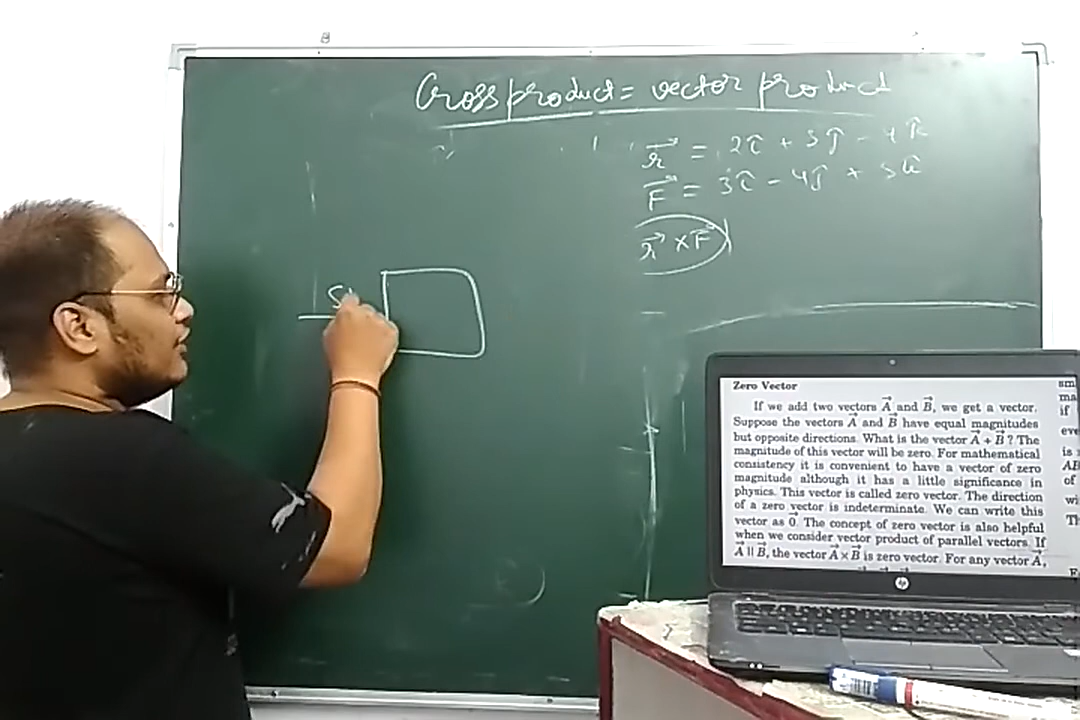 Cross product = vector product
r⃗ = 2î + 3ĵ - 4k̂
F⃗ = 3î - 4ĵ + 5k̂
r⃗ × F⃗
Zero Vector
If we add two vectors A⃗ and B⃗, we get a vector.
Suppose the vectors A⃗ and B⃗ have equal magnitudes
but opposite directions. What is the vector A⃗ + B⃗ ? The
magnitude of this vector will be zero. For mathematical
consistency it is convenient to have a vector of zero
magnitude although it has a little significance in
physics. This vector is called zero vector. The direction
of a zero vector is indeterminate. We can write this
vector as 0⃗. The concept of zero vector is also helpful
when we consider vector product of parallel vectors. If
A⃗ || B⃗, the vector A⃗ × B⃗ is zero vector. For any vector A⃗,
hp